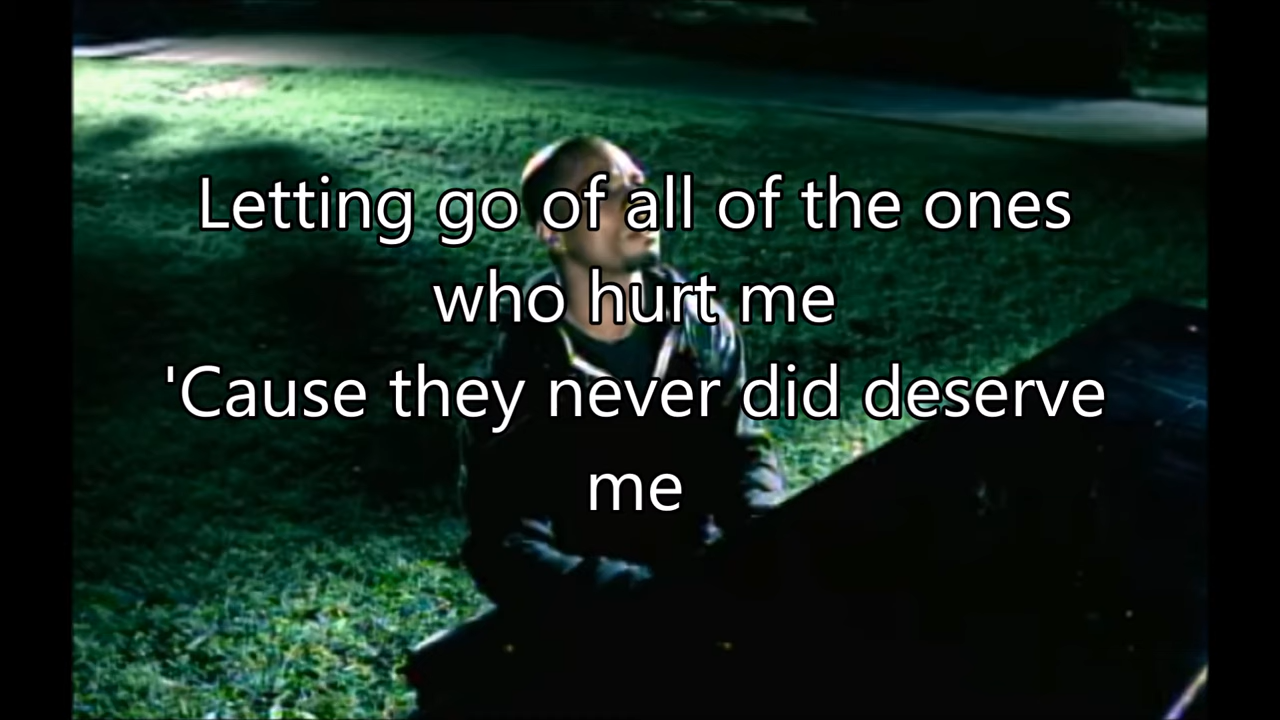 Letting go of all of the ones
who hurt me
'Cause they never did deserve
me